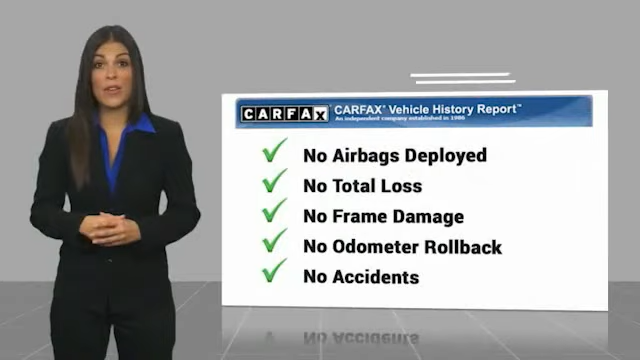 CARFAX CARFAX® Vehicle History Report™
An independent company established in 1986
No Airbags Deployed
No Total Loss
No Frame Damage
No Odometer Rollback
No Accidents